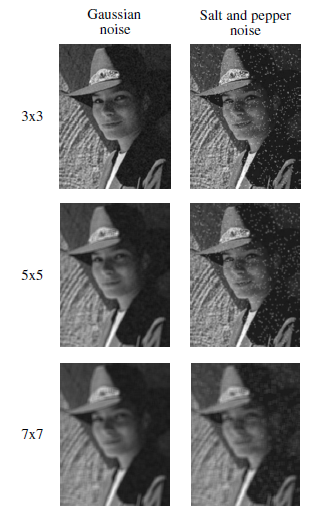 Gaussian
noise
Salt and pepper
noise
3x3
5x5
7x7